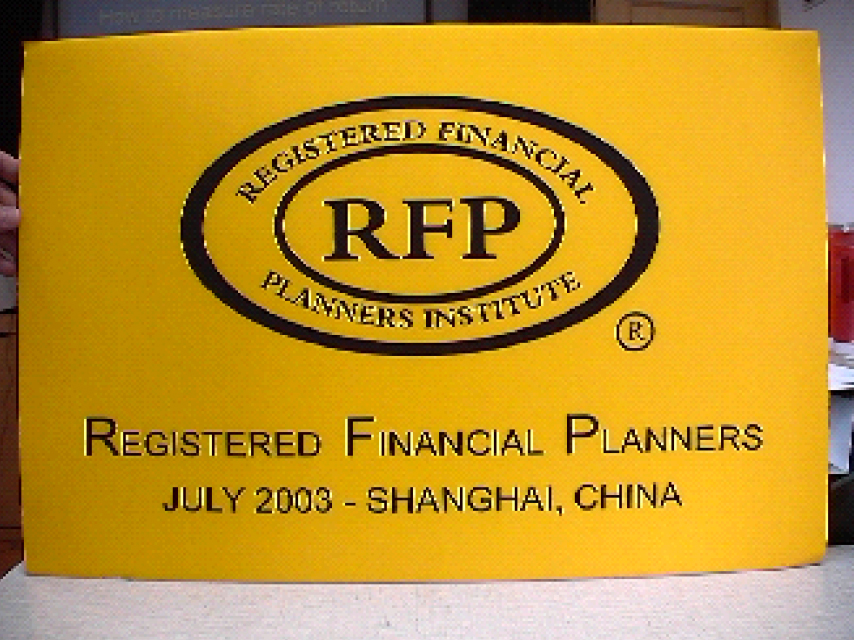 How to measure rate of return
REGISTERED FINANCIAL
RFP
PLANNERS INSTITUTE
®
REGISTERED FINANCIAL PLANNERS
JULY 2003 - SHANGHAI, CHINA